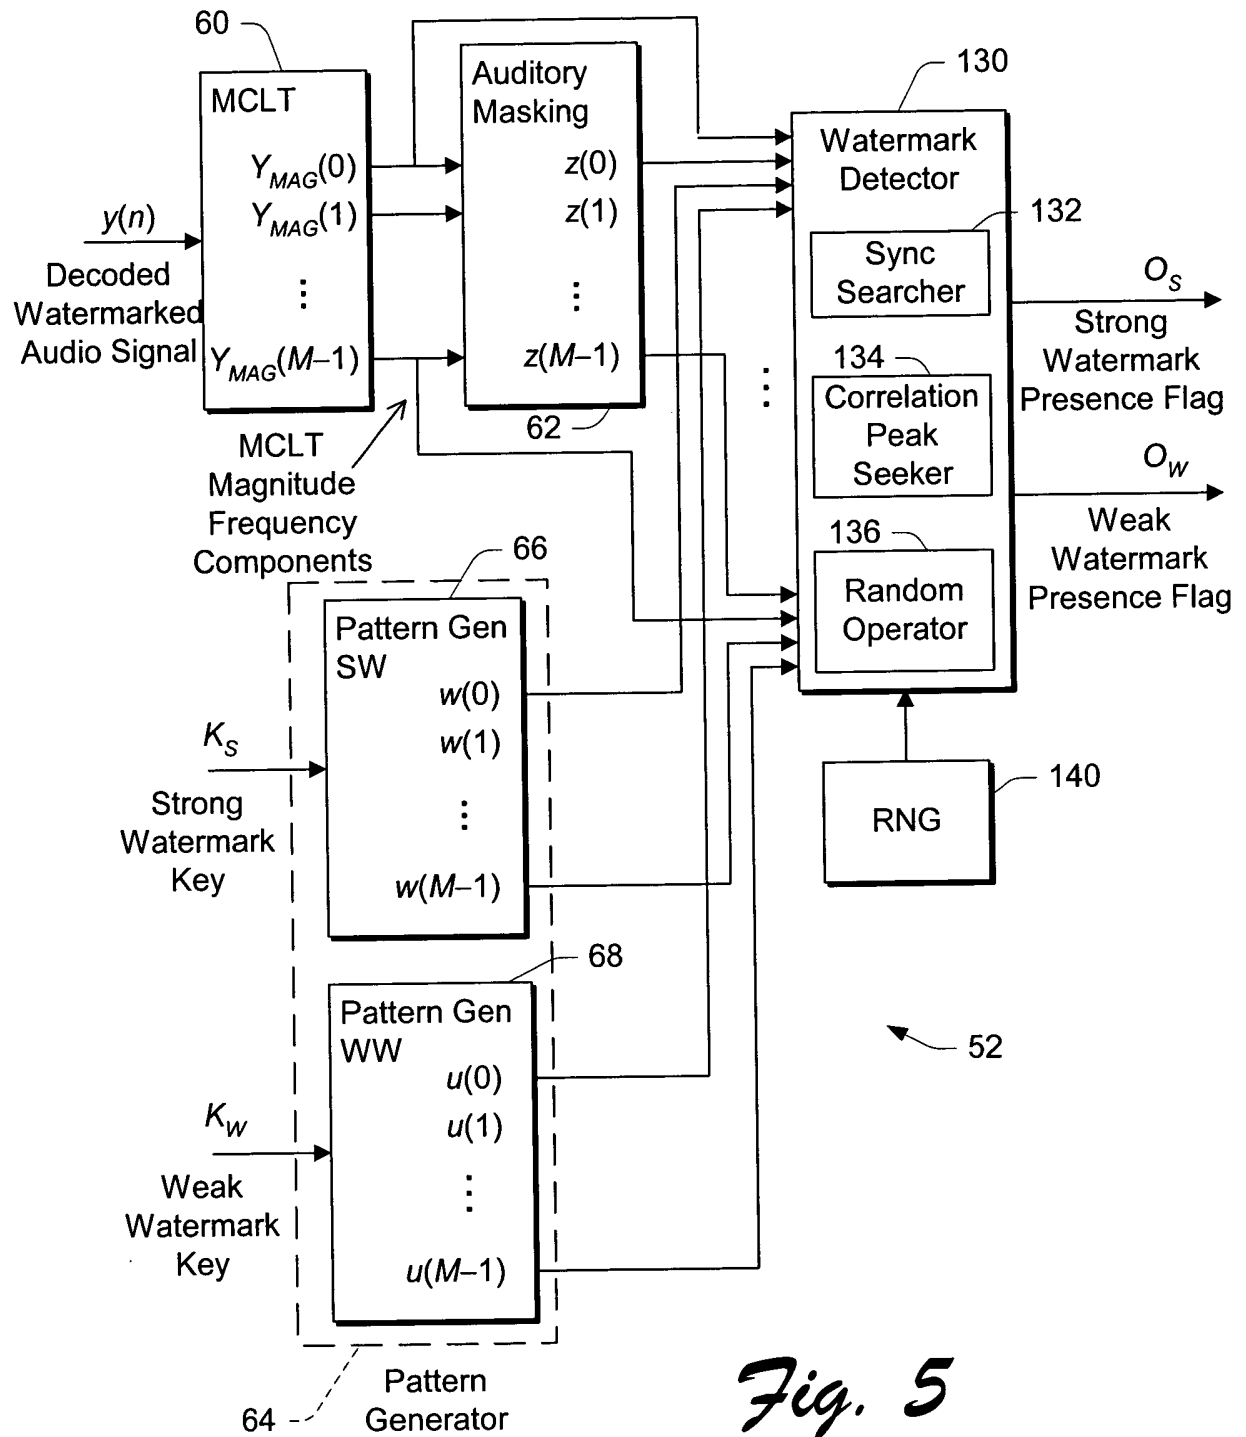 60
MCLT
Y_MAG(0)
Y_MAG(1)
⋮
Y_MAG(M–1)
y(n)
Decoded
Watermarked
Audio Signal
Auditory
Masking
z(0)
z(1)
⋮
z(M–1)
62
MCLT
Magnitude
Frequency
Components
⋮
130
Watermark
Detector
132
Sync
Searcher
134
Correlation
Peak
Seeker
136
Random
Operator
O_S
Strong
Watermark
Presence Flag
O_W
Weak
Watermark
Presence Flag
66
Pattern Gen
SW
w(0)
w(1)
⋮
w(M–1)
K_S
Strong
Watermark
Key
RNG
140
68
Pattern Gen
WW
u(0)
u(1)
⋮
u(M–1)
K_W
Weak
Watermark
Key
52
64
Pattern
Generator
Fig. 5